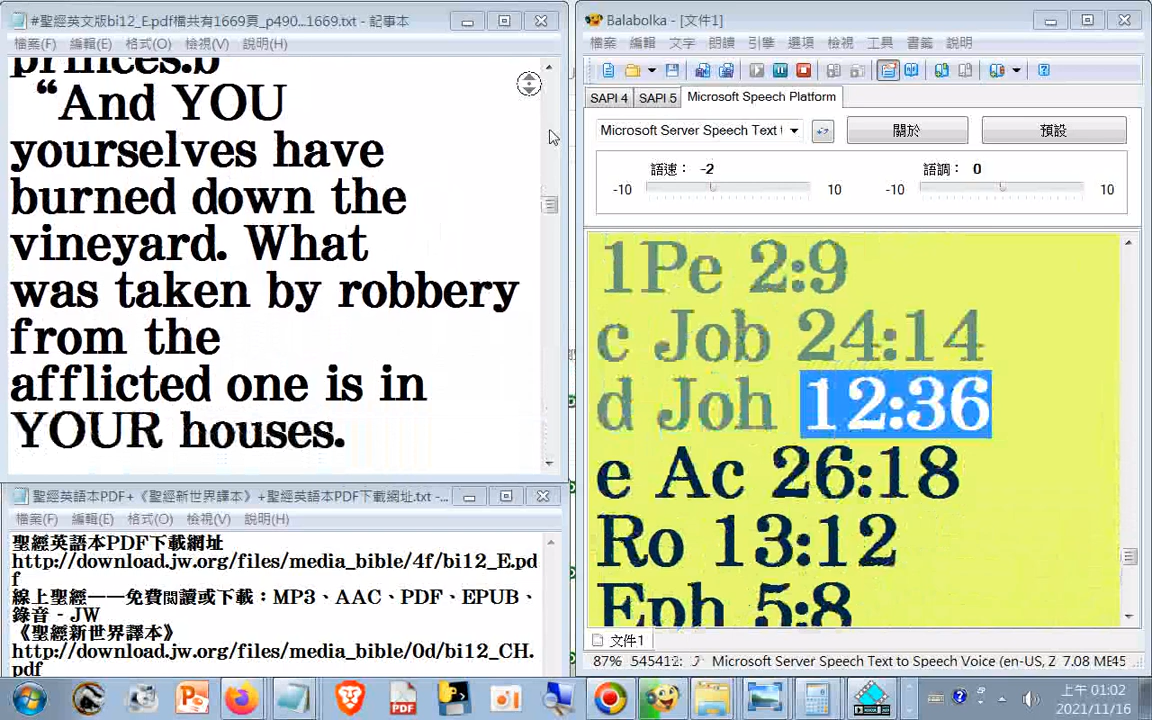 #聖經英文版bi12_E.pdf檔共有1669頁_p490...1669.txt - 記事本
檔案(F) 編輯(E) 格式(O) 檢視(V) 說明(H)
princes.b
“And YOU
yourselves have
burned down the
vineyard. What
was taken by robbery
from the
afflicted one is in
YOUR houses.
聖經英語本PDF+《聖經新世界譯本》+聖經英語本PDF下載網址.txt - ...
檔案(F) 編輯(E) 格式(O) 檢視(V) 說明(H)
聖經英語本PDF下載網址
http://download.jw.org/files/media_bible/4f/bi12_E.pd
f
線上聖經——免費閱讀或下載：MP3、AAC、PDF、EPUB、
錄音 - JW
《聖經新世界譯本》
http://download.jw.org/files/media_bible/0d/bi12_CH.
pdf
Balabolka - [文件1]
檔案 編輯 文字 朗讀 引擎 選項 檢視 工具 書籤 說明
SAPI 4 SAPI 5 Microsoft Speech Platform
Microsoft Server Speech Text 關於 預設
語速： -2 語調： 0
-10 10 -10 10
1Pe 2:9
c Job 24:14
d Joh 12:36
e Ac 26:18
Ro 13:12
Eph 5:8
文件1
87% 545412: Microsoft Server Speech Text to Speech Voice (en-US, Z 7.08 ME45
上午 01:02
2021/11/16